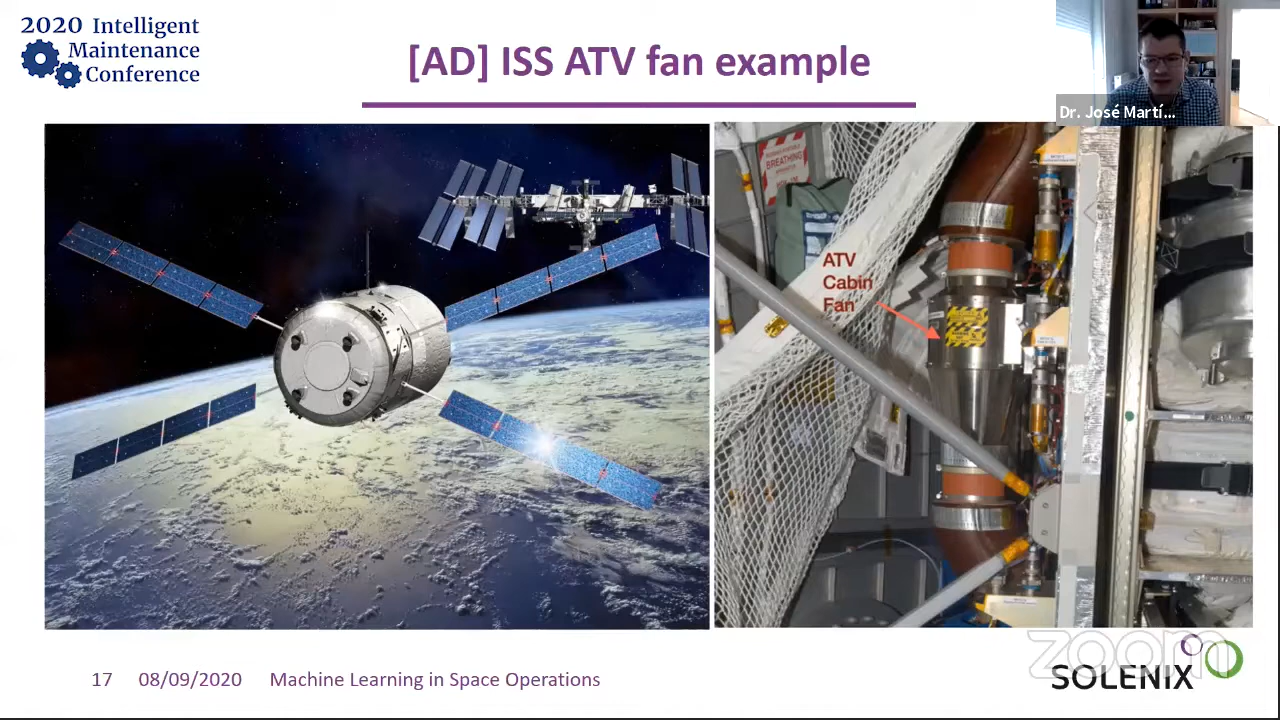 2020 Intelligent
Maintenance
Conference
[AD] ISS ATV fan example
Dr. José Martí...
BREATHING
ATV
Cabin
Fan
17 08/09/2020 Machine Learning in Space Operations
zoom
SOLENIX